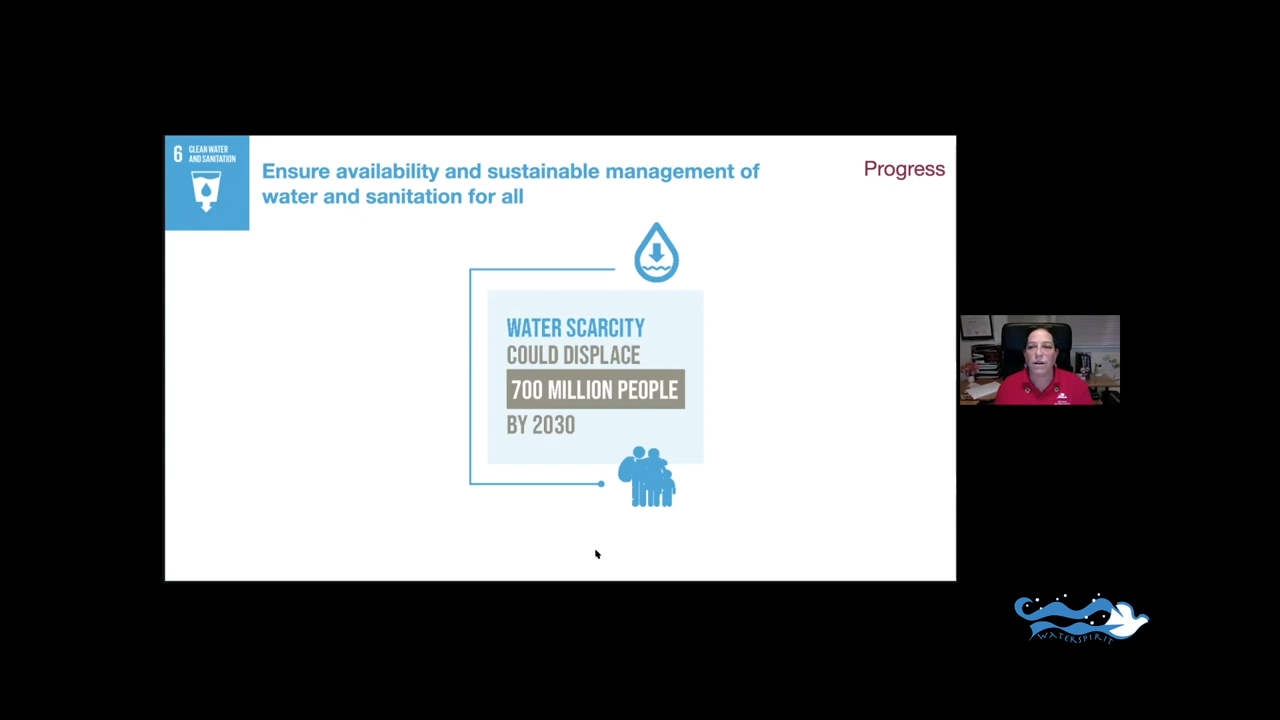 6 CLEAN WATER
AND SANITATION
Ensure availability and sustainable management of
water and sanitation for all
Progress
WATER SCARCITY
COULD DISPLACE
700 MILLION PEOPLE
BY 2030
WATERSPIRIT